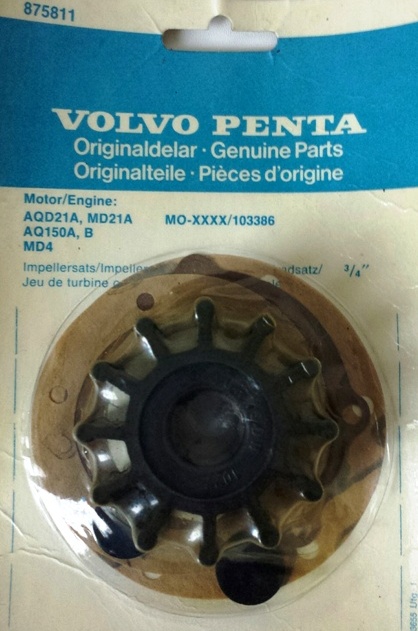 875811
VOLVO PENTA
Originaldelar · Genuine Parts
Originalteile · Pièces d'origine
Motor/Engine:
AQD21A, MD21A MO-XXXX/103386
AQ150A, B
MD4
Impellersats/Impeller dsatz/ 3/4"
Jeu de turbine